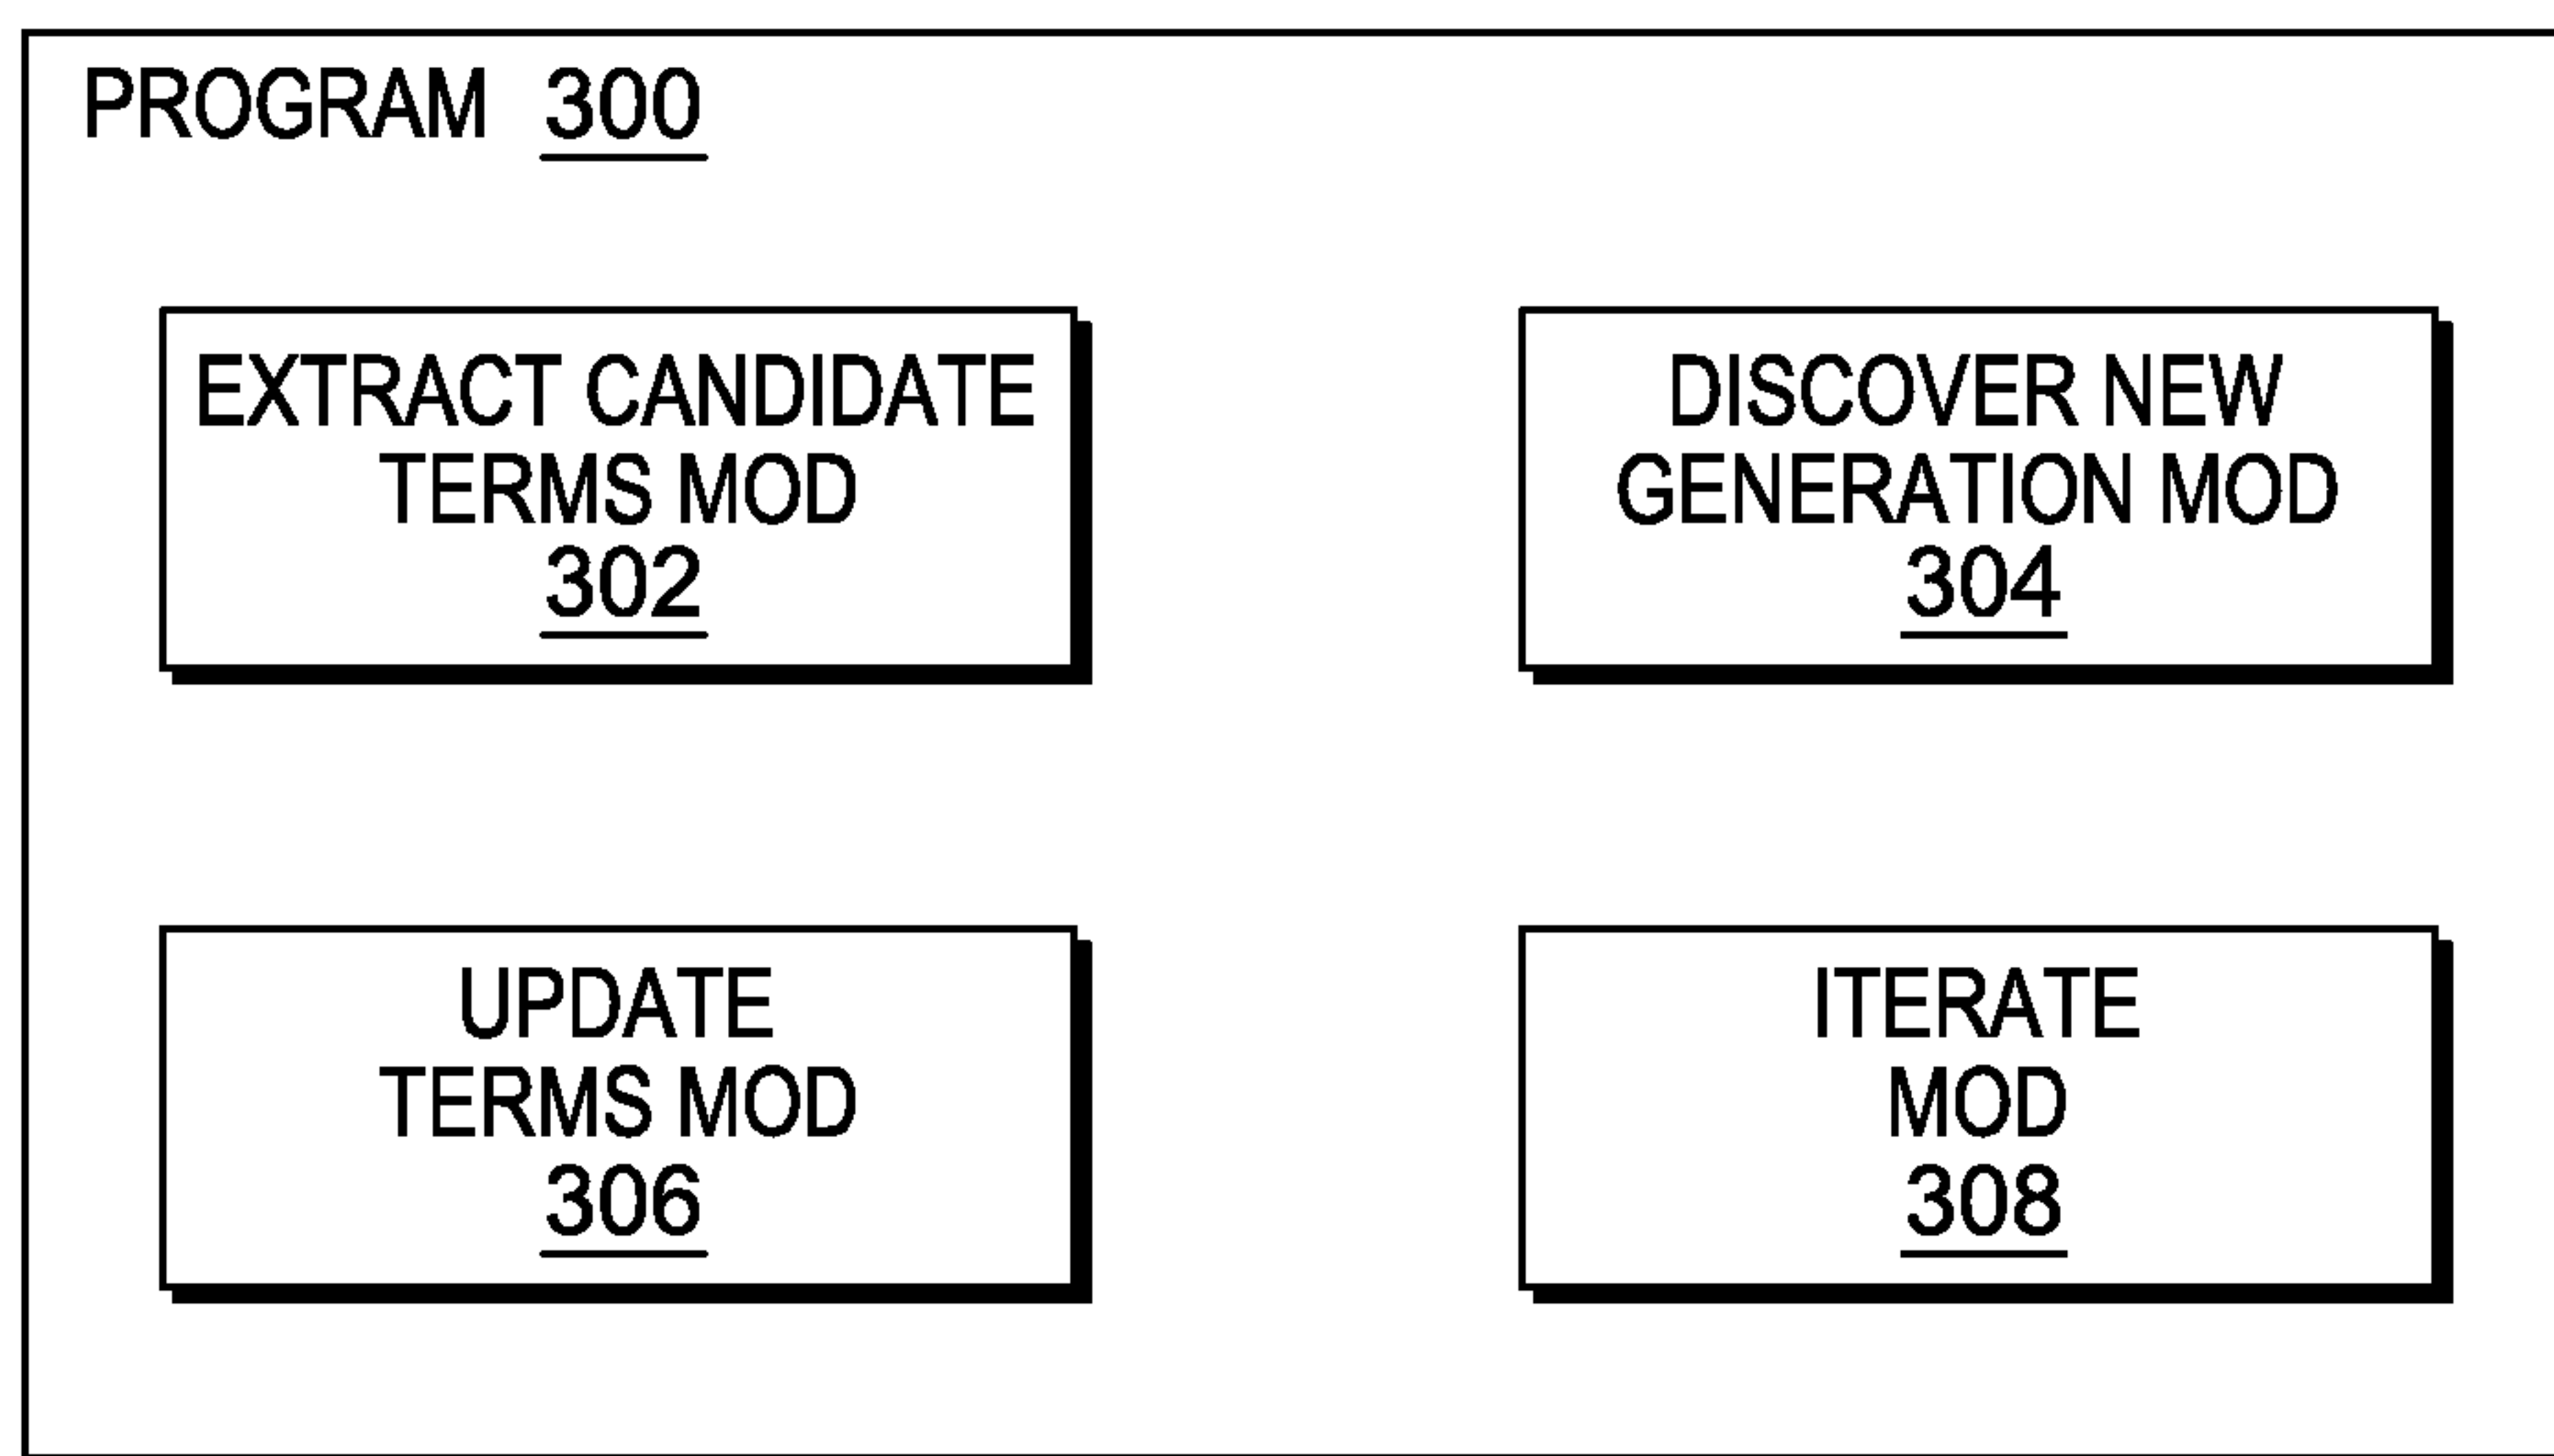 PROGRAM 300
EXTRACT CANDIDATE
TERMS MOD
302
DISCOVER NEW
GENERATION MOD
304
UPDATE
TERMS MOD
306
ITERATE
MOD
308